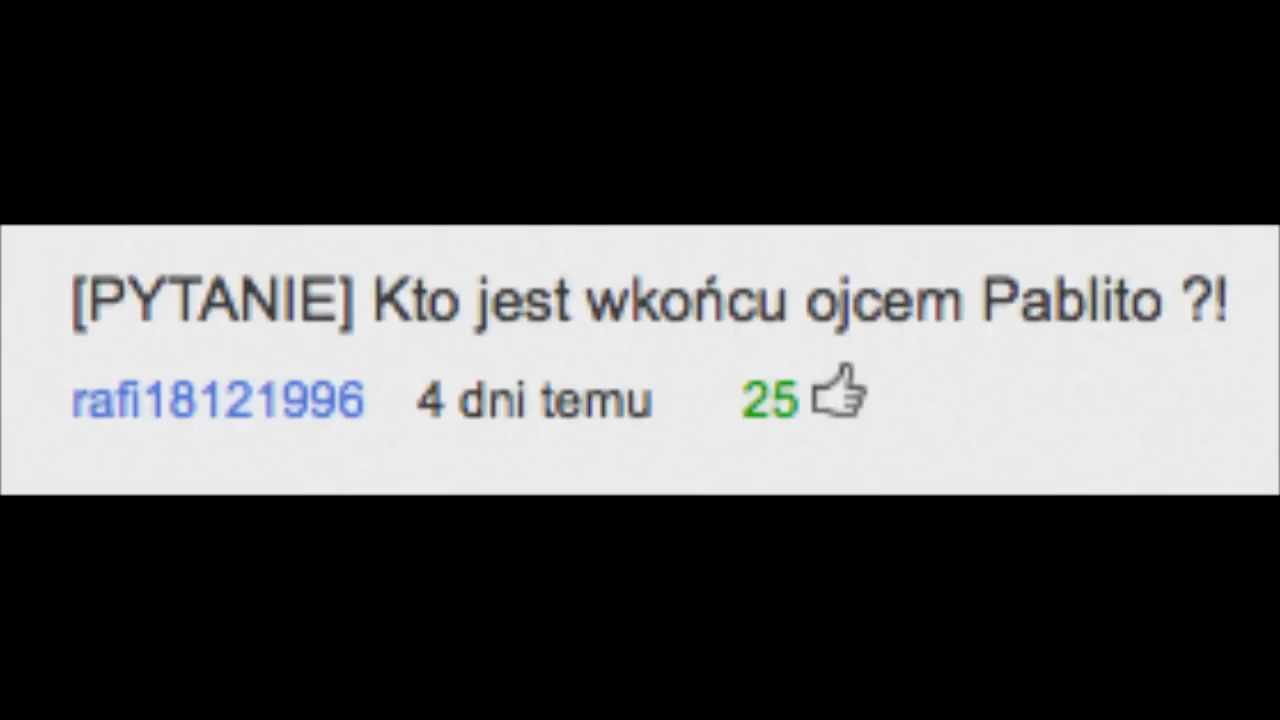 [PYTANIE] Kto jest wkońcu ojcem Pablito ?!
rafi18121996 4 dni temu 25